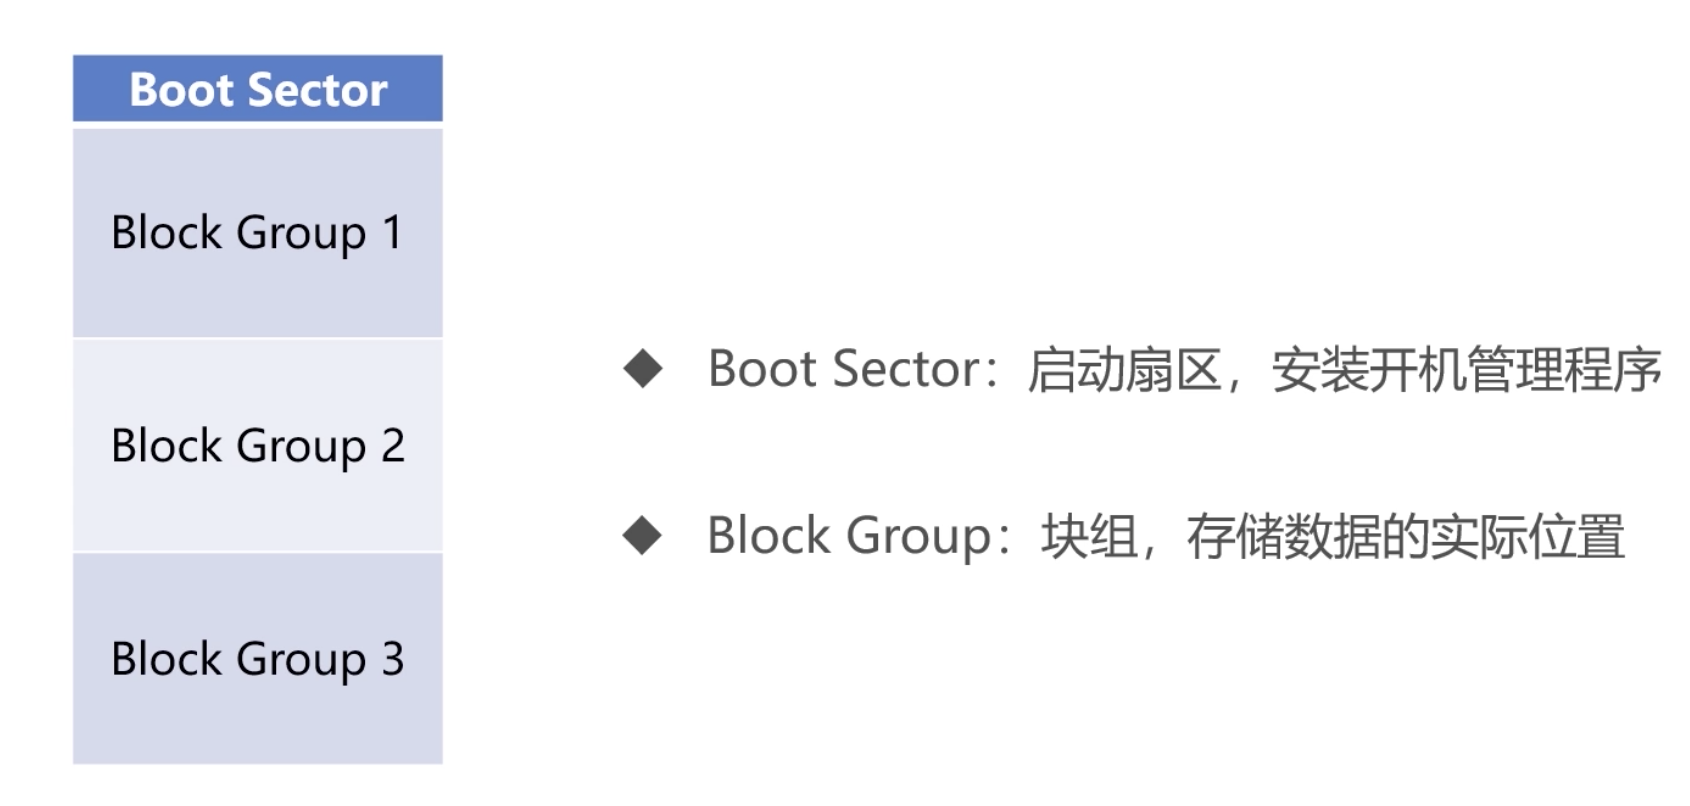 Boot Sector
Block Group 1
Block Group 2
Block Group 3
Boot Sector：启动扇区，安装开机管理程序
Block Group：块组，存储数据的实际位置